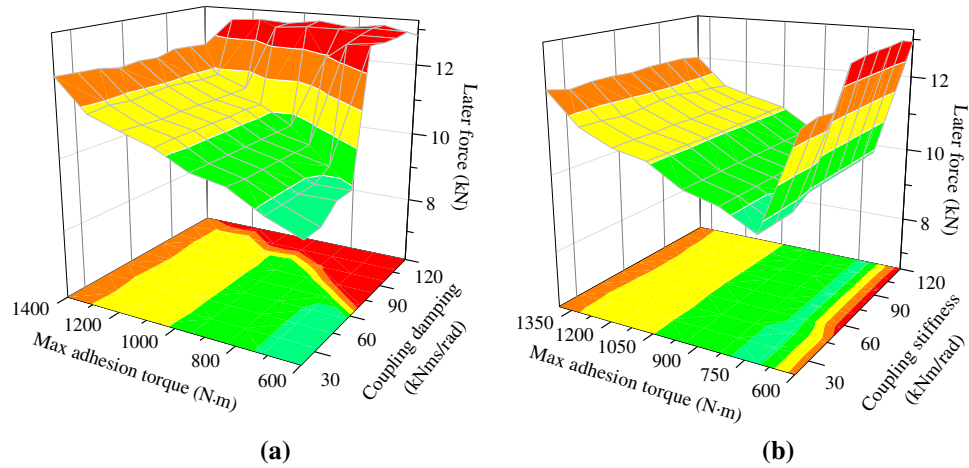 12
10
8
Later force (kN)
1400
1200
1000
800
600
Max adhesion torque (N·m)
30
60
90
120
Coupling damping
(kNms/rad)
(a)
12
10
8
Later force (kN)
1350
1200
1050
900
750
600
Max adhesion torque (N·m)
30
60
90
120
Coupling stiffness
(kNm/rad)
(b)